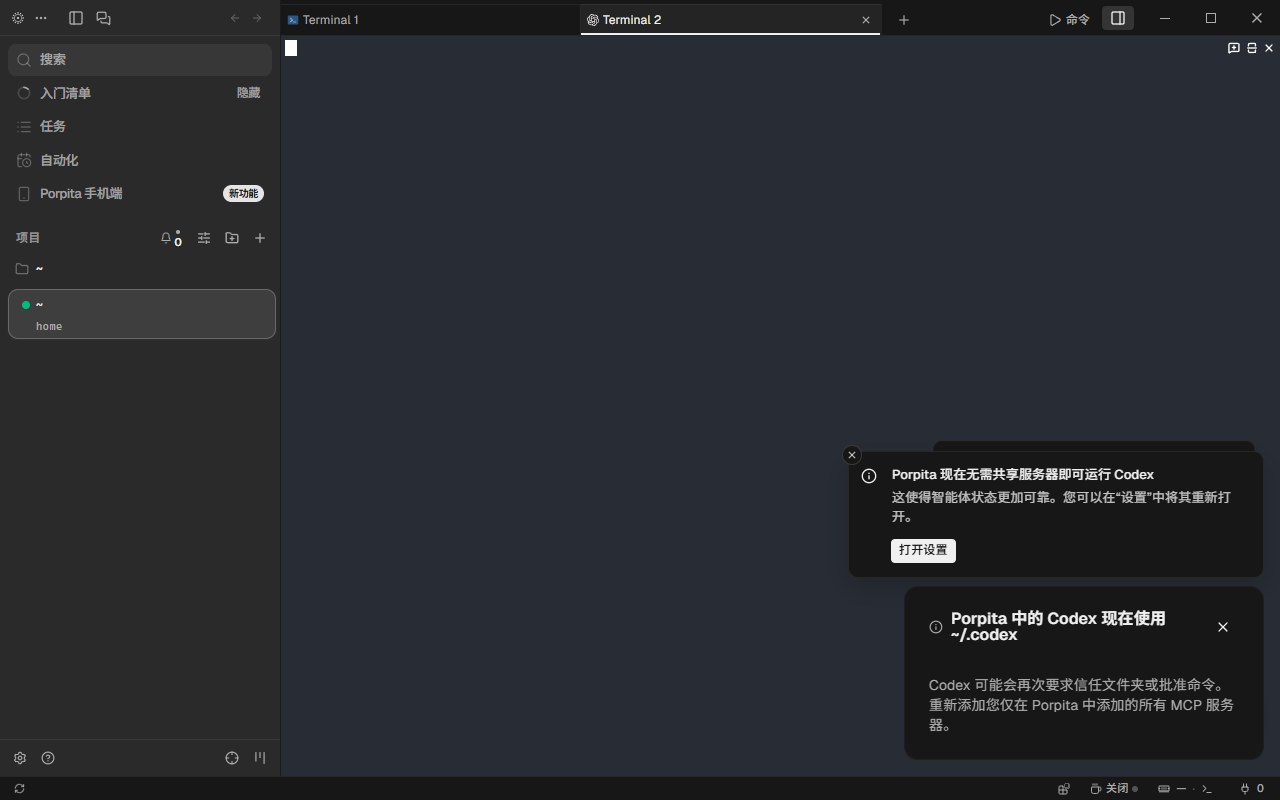 Terminal 1
Terminal 2
命令
搜索
入门清单
隐藏
任务
自动化
Porpita 手机端
新功能
项目
0
~
~
home
Porpita 现在无需共享服务器即可运行 Codex
这使得智能体状态更加可靠。您可以在“设置”中将其重新打
开。
打开设置
Porpita 中的 Codex 现在使用
~/.codex
Codex 可能会再次要求信任文件夹或批准命令。
重新添加您仅在 Porpita 中添加的所有 MCP 服务
器。
关闭
— ·
0